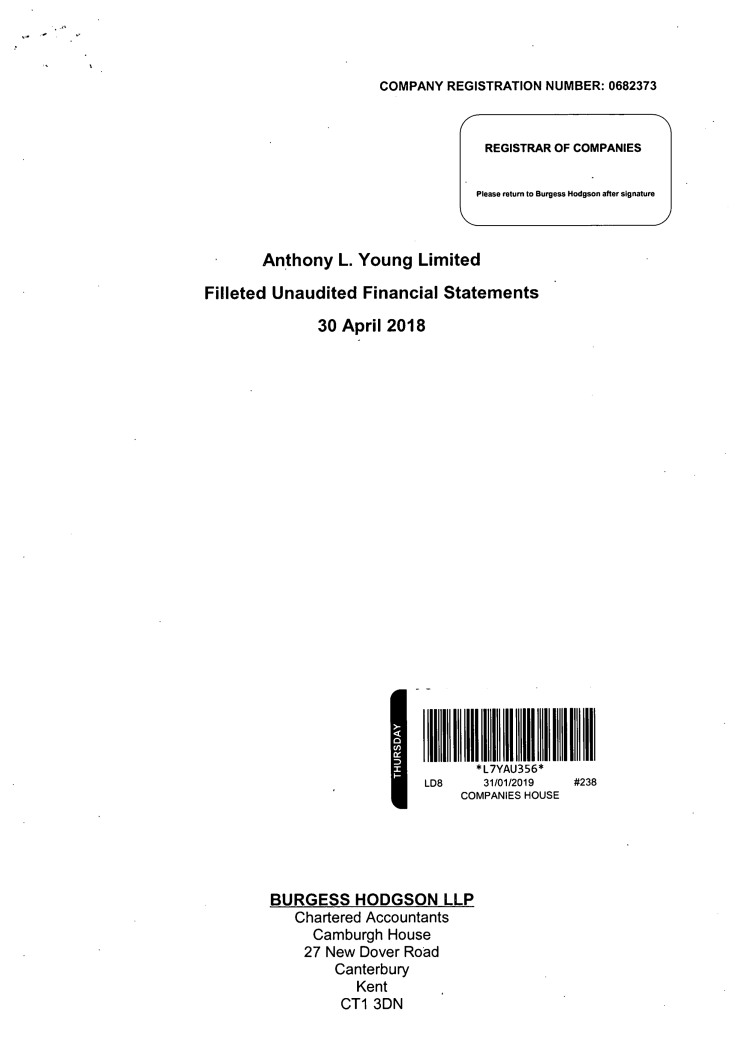 COMPANY REGISTRATION NUMBER: 0682373
REGISTRAR OF COMPANIES
Please return to Burgess Hodgson after signature
Anthony L. Young Limited
Filleted Unaudited Financial Statements
30 April 2018
THURSDAY
*L7YAU356*
LD8 31/01/2019 #238
COMPANIES HOUSE
BURGESS HODGSON LLP
Chartered Accountants
Camburgh House
27 New Dover Road
Canterbury
Kent
CT1 3DN